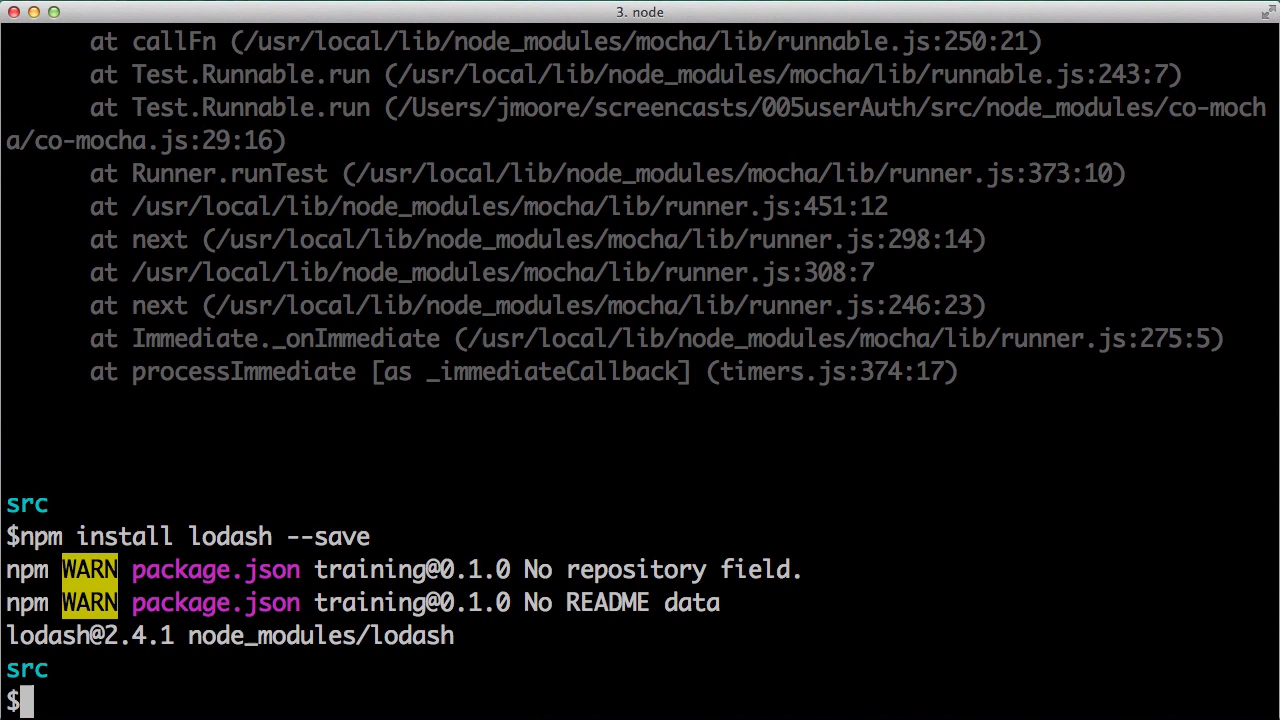 3. node
at callFn (/usr/local/lib/node_modules/mocha/lib/runnable.js:250:21)
at Test.Runnable.run (/usr/local/lib/node_modules/mocha/lib/runnable.js:243:7)
at Test.Runnable.run (/Users/jmoore/screencasts/005userAuth/src/node_modules/co-moch
a/co-mocha.js:29:16)
at Runner.runTest (/usr/local/lib/node_modules/mocha/lib/runner.js:373:10)
at /usr/local/lib/node_modules/mocha/lib/runner.js:451:12
at next (/usr/local/lib/node_modules/mocha/lib/runner.js:298:14)
at /usr/local/lib/node_modules/mocha/lib/runner.js:308:7
at next (/usr/local/lib/node_modules/mocha/lib/runner.js:246:23)
at Immediate._onImmediate (/usr/local/lib/node_modules/mocha/lib/runner.js:275:5)
at processImmediate [as _immediateCallback] (timers.js:374:17)
src
$npm install lodash --save
npm WARN package.json training@0.1.0 No repository field.
npm WARN package.json training@0.1.0 No README data
lodash@2.4.1 node_modules/lodash
src
$